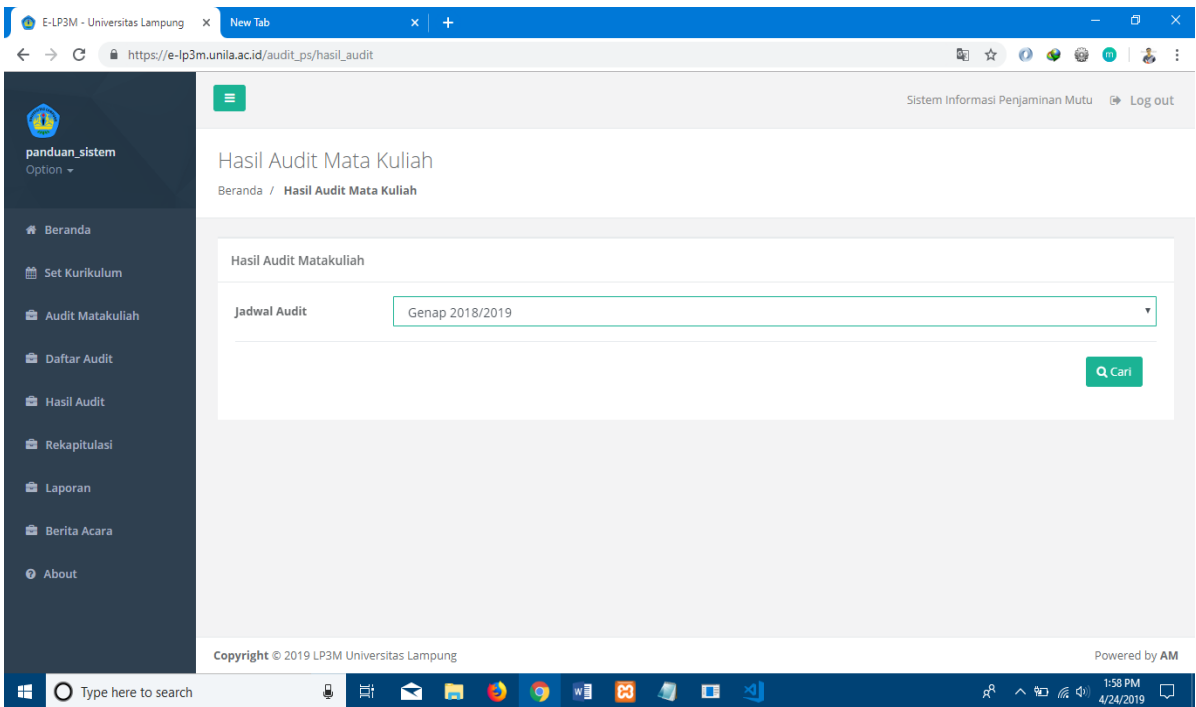 E-LP3M - Universitas Lampung
New Tab
https://e-lp3m.unila.ac.id/audit_ps/hasil_audit
Sistem Informasi Penjaminan Mutu Log out
panduan_sistem
Option
Hasil Audit Mata Kuliah
Beranda / Hasil Audit Mata Kuliah
Beranda
Set Kurikulum
Audit Matakuliah
Daftar Audit
Hasil Audit
Rekapitulasi
Laporan
Berita Acara
About
Hasil Audit Matakuliah
Jadwal Audit Genap 2018/2019
Cari
Copyright © 2019 LP3M Universitas Lampung Powered by AM
Type here to search
1:58 PM
4/24/2019